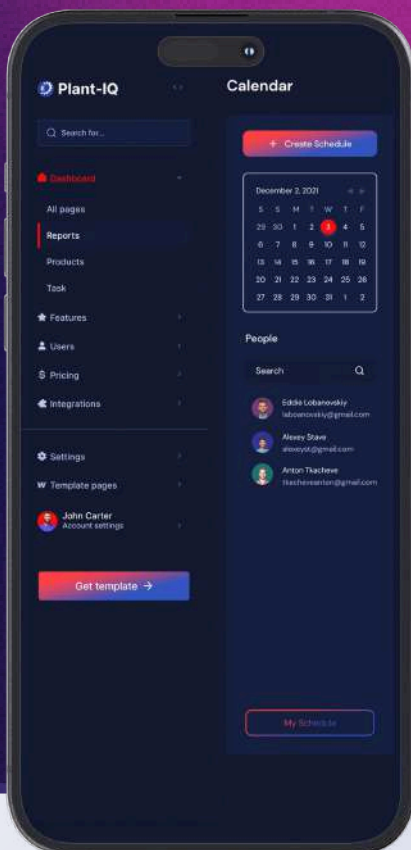 Plant-IQ
Search for...
Dashboard
All pages
Reports
Products
Task
Features
Users
$ Pricing
Integrations
Settings
W Template pages
John Carter
Account settings
Get template →
Calendar
+ Create Schedule
December 2, 2021
S S M T W T F
29 30 1 2 3 4 5
6 7 8 9 10 11 12
13 14 15 16 17 18 19
20 21 22 23 24 25 26
27 28 29 30 31 1 2
People
Search
Eddie Lobanovskiy
laboanovskiy@gmail.com
Alexey Stave
alexeyst@gmail.com
Anton Tkacheve
tkacheveanton@gmail.com
My Schedule